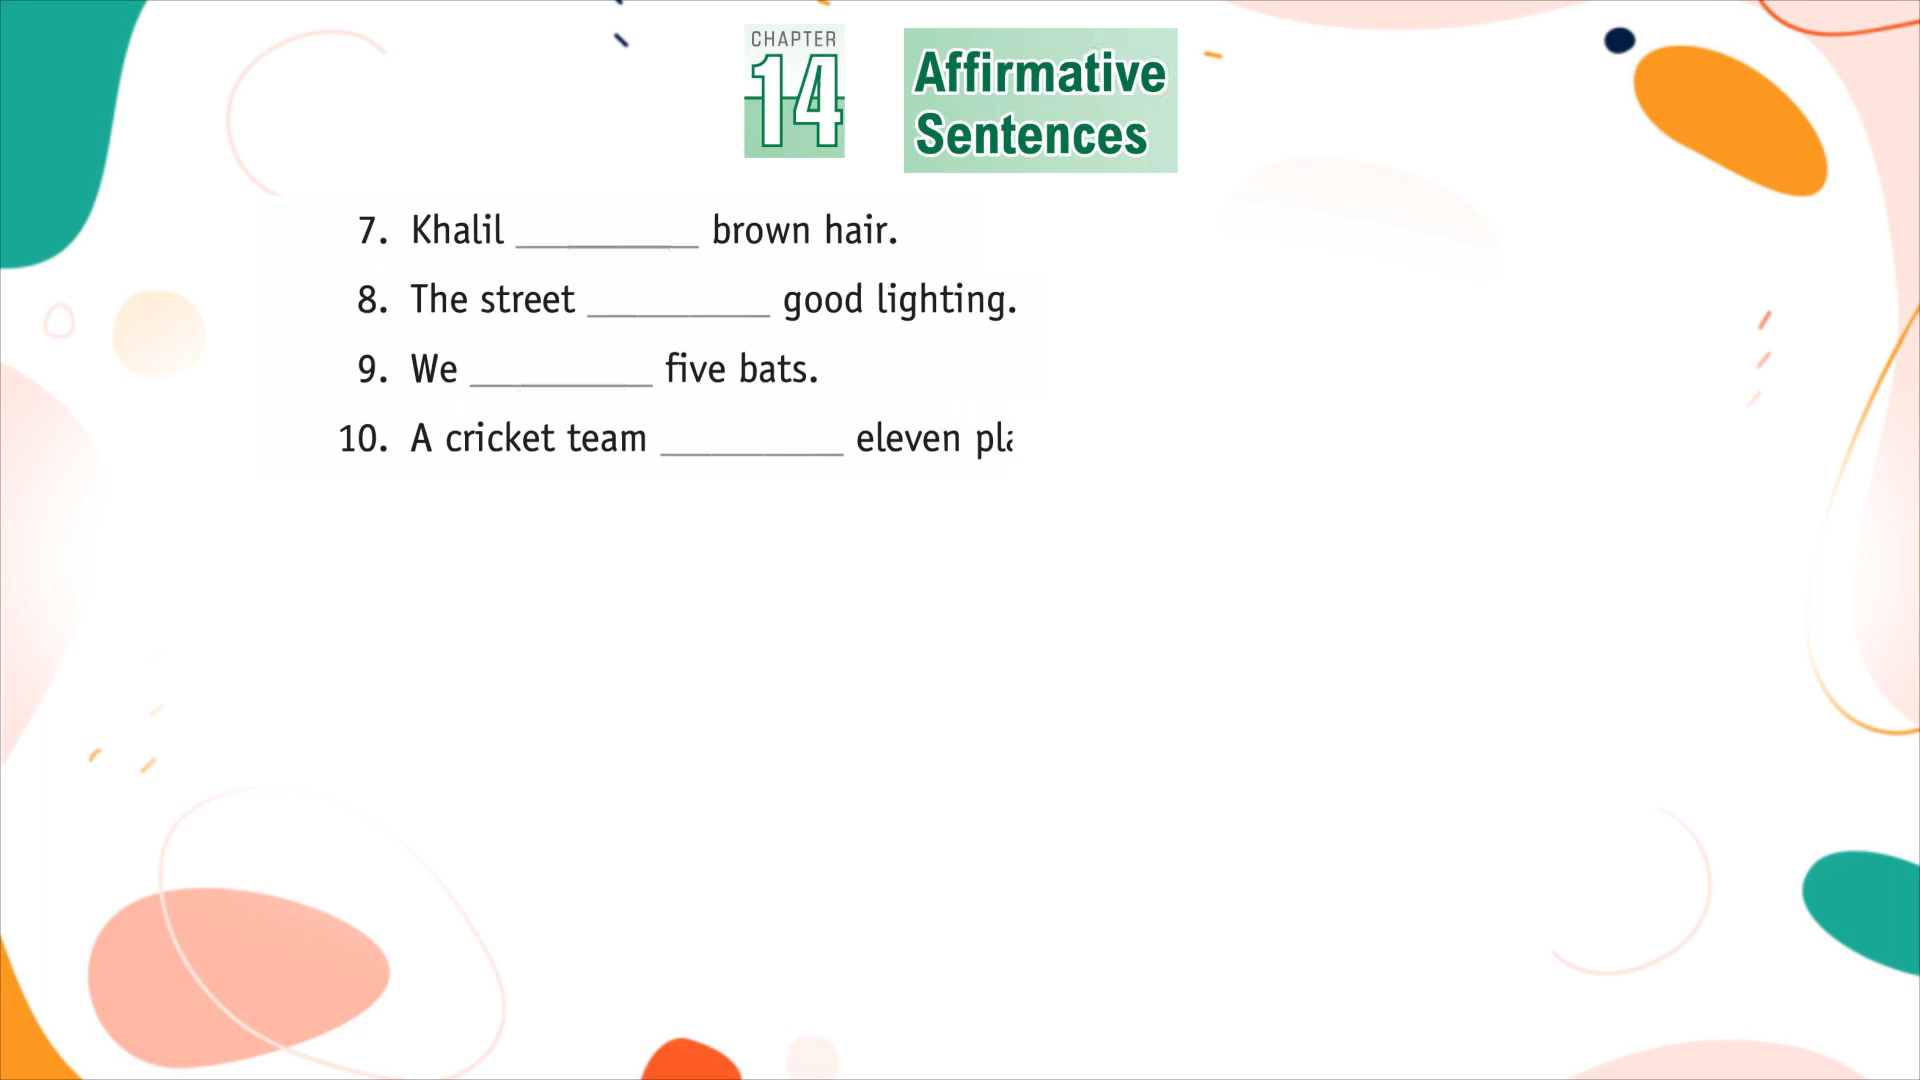 CHAPTER
14
Affirmative
Sentences
7. Khalil __________ brown hair.
8. The street __________ good lighting.
9. We __________ five bats.
10. A cricket team __________ eleven